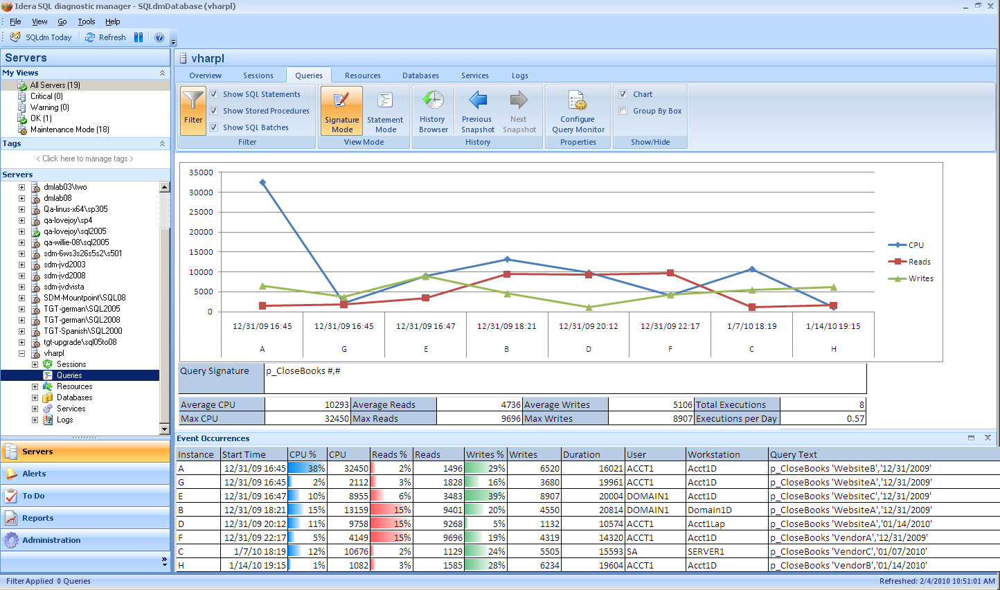 Idera SQL diagnostic manager - SQLdmDatabase (vharpl)
File View Go Tools Help
SQLdm Today Refresh
Servers
My Views
All Servers (19)
Critical (0)
Warning (0)
OK (1)
Maintenance Mode (18)
Tags
< Click here to manage tags >
Servers
dmlab03\two
dmlab08
Qa-linus-x64\sp305
qa-lovejoy\sp4
qa-lovejoy\sql2005
qa-willie-08\sql2005
sdm-6ws3s26s5s2\s501
sdm-jvd2003
sdm-jvd2008
sdm-jvdvista
SDM-Mountpoint\SQL08
TGT-german\SQL2005
TGT-german\SQL2008
TGT-Spanish\SQL2000
tgt-upgrade\sql05to08
vharpl
Sessions
Queries
Resources
Databases
Services
Logs
Servers
Alerts
To Do
Reports
Administration
vharpl
Overview Sessions Queries Resources Databases Services Logs
Filter
Show SQL Statements
Show Stored Procedures
Show SQL Batches
Filter
Signature Mode
Statement Mode
View Mode
History Browser
Previous Snapshot
Next Snapshot
History
Configure Query Monitor
Properties
Chart
Group By Box
Show/Hide
35000
30000
25000
20000
15000
10000
5000
0
12/31/09 16:45 12/31/09 16:45 12/31/09 16:47 12/31/09 18:21 12/31/09 20:12 12/31/09 22:17 1/7/10 18:19 1/14/10 19:15
A G E B D F C H
CPU
Reads
Writes
Query Signature p_CloseBooks #,#
Average CPU 10293 Average Reads 4736 Average Writes 5106 Total Executions 8
Max CPU 32450 Max Reads 9696 Max Writes 8907 Executions per Day 0.57
Event Occurrences
Instance Start Time CPU % CPU Reads % Reads Writes % Writes Duration User Workstation Query Text
A 12/31/09 16:45 38% 32450 2% 1496 29% 6520 16021 ACCT1 Acct1D p_CloseBooks 'WebsiteB','12/31/2009'
G 12/31/09 16:45 2% 2112 3% 1828 16% 3680 19961 ACCT1 Acct1D p_CloseBooks 'WebsiteA','12/31/2009'
E 12/31/09 16:47 10% 8955 6% 3483 39% 8907 20004 DOMAIN1 Acct1D p_CloseBooks 'WebsiteC','12/31/2009'
B 12/31/09 18:21 15% 13159 15% 9401 20% 4550 20814 DOMAIN1 Domain1D p_CloseBooks 'WebsiteA','12/31/2009'
D 12/31/09 20:12 11% 9758 15% 9268 5% 1132 10574 ACCT1 Acct1Lap p_CloseBooks 'WebsiteA','01/14/2010'
F 12/31/09 22:17 5% 4149 15% 9696 19% 4319 14320 ACCT1 Acct1D p_CloseBooks 'VendorA','12/31/2009'
C 1/7/10 18:19 12% 10676 2% 1129 24% 5505 15593 SA SERVER1 p_CloseBooks 'VendorC','01/07/2010'
H 1/14/10 19:15 1% 1082 3% 1585 28% 6234 19604 ACCT1 Acct1D p_CloseBooks 'VendorB','01/14/2010'
Filter Applied 0 Queries
Refreshed: 2/4/2010 10:51:01 AM